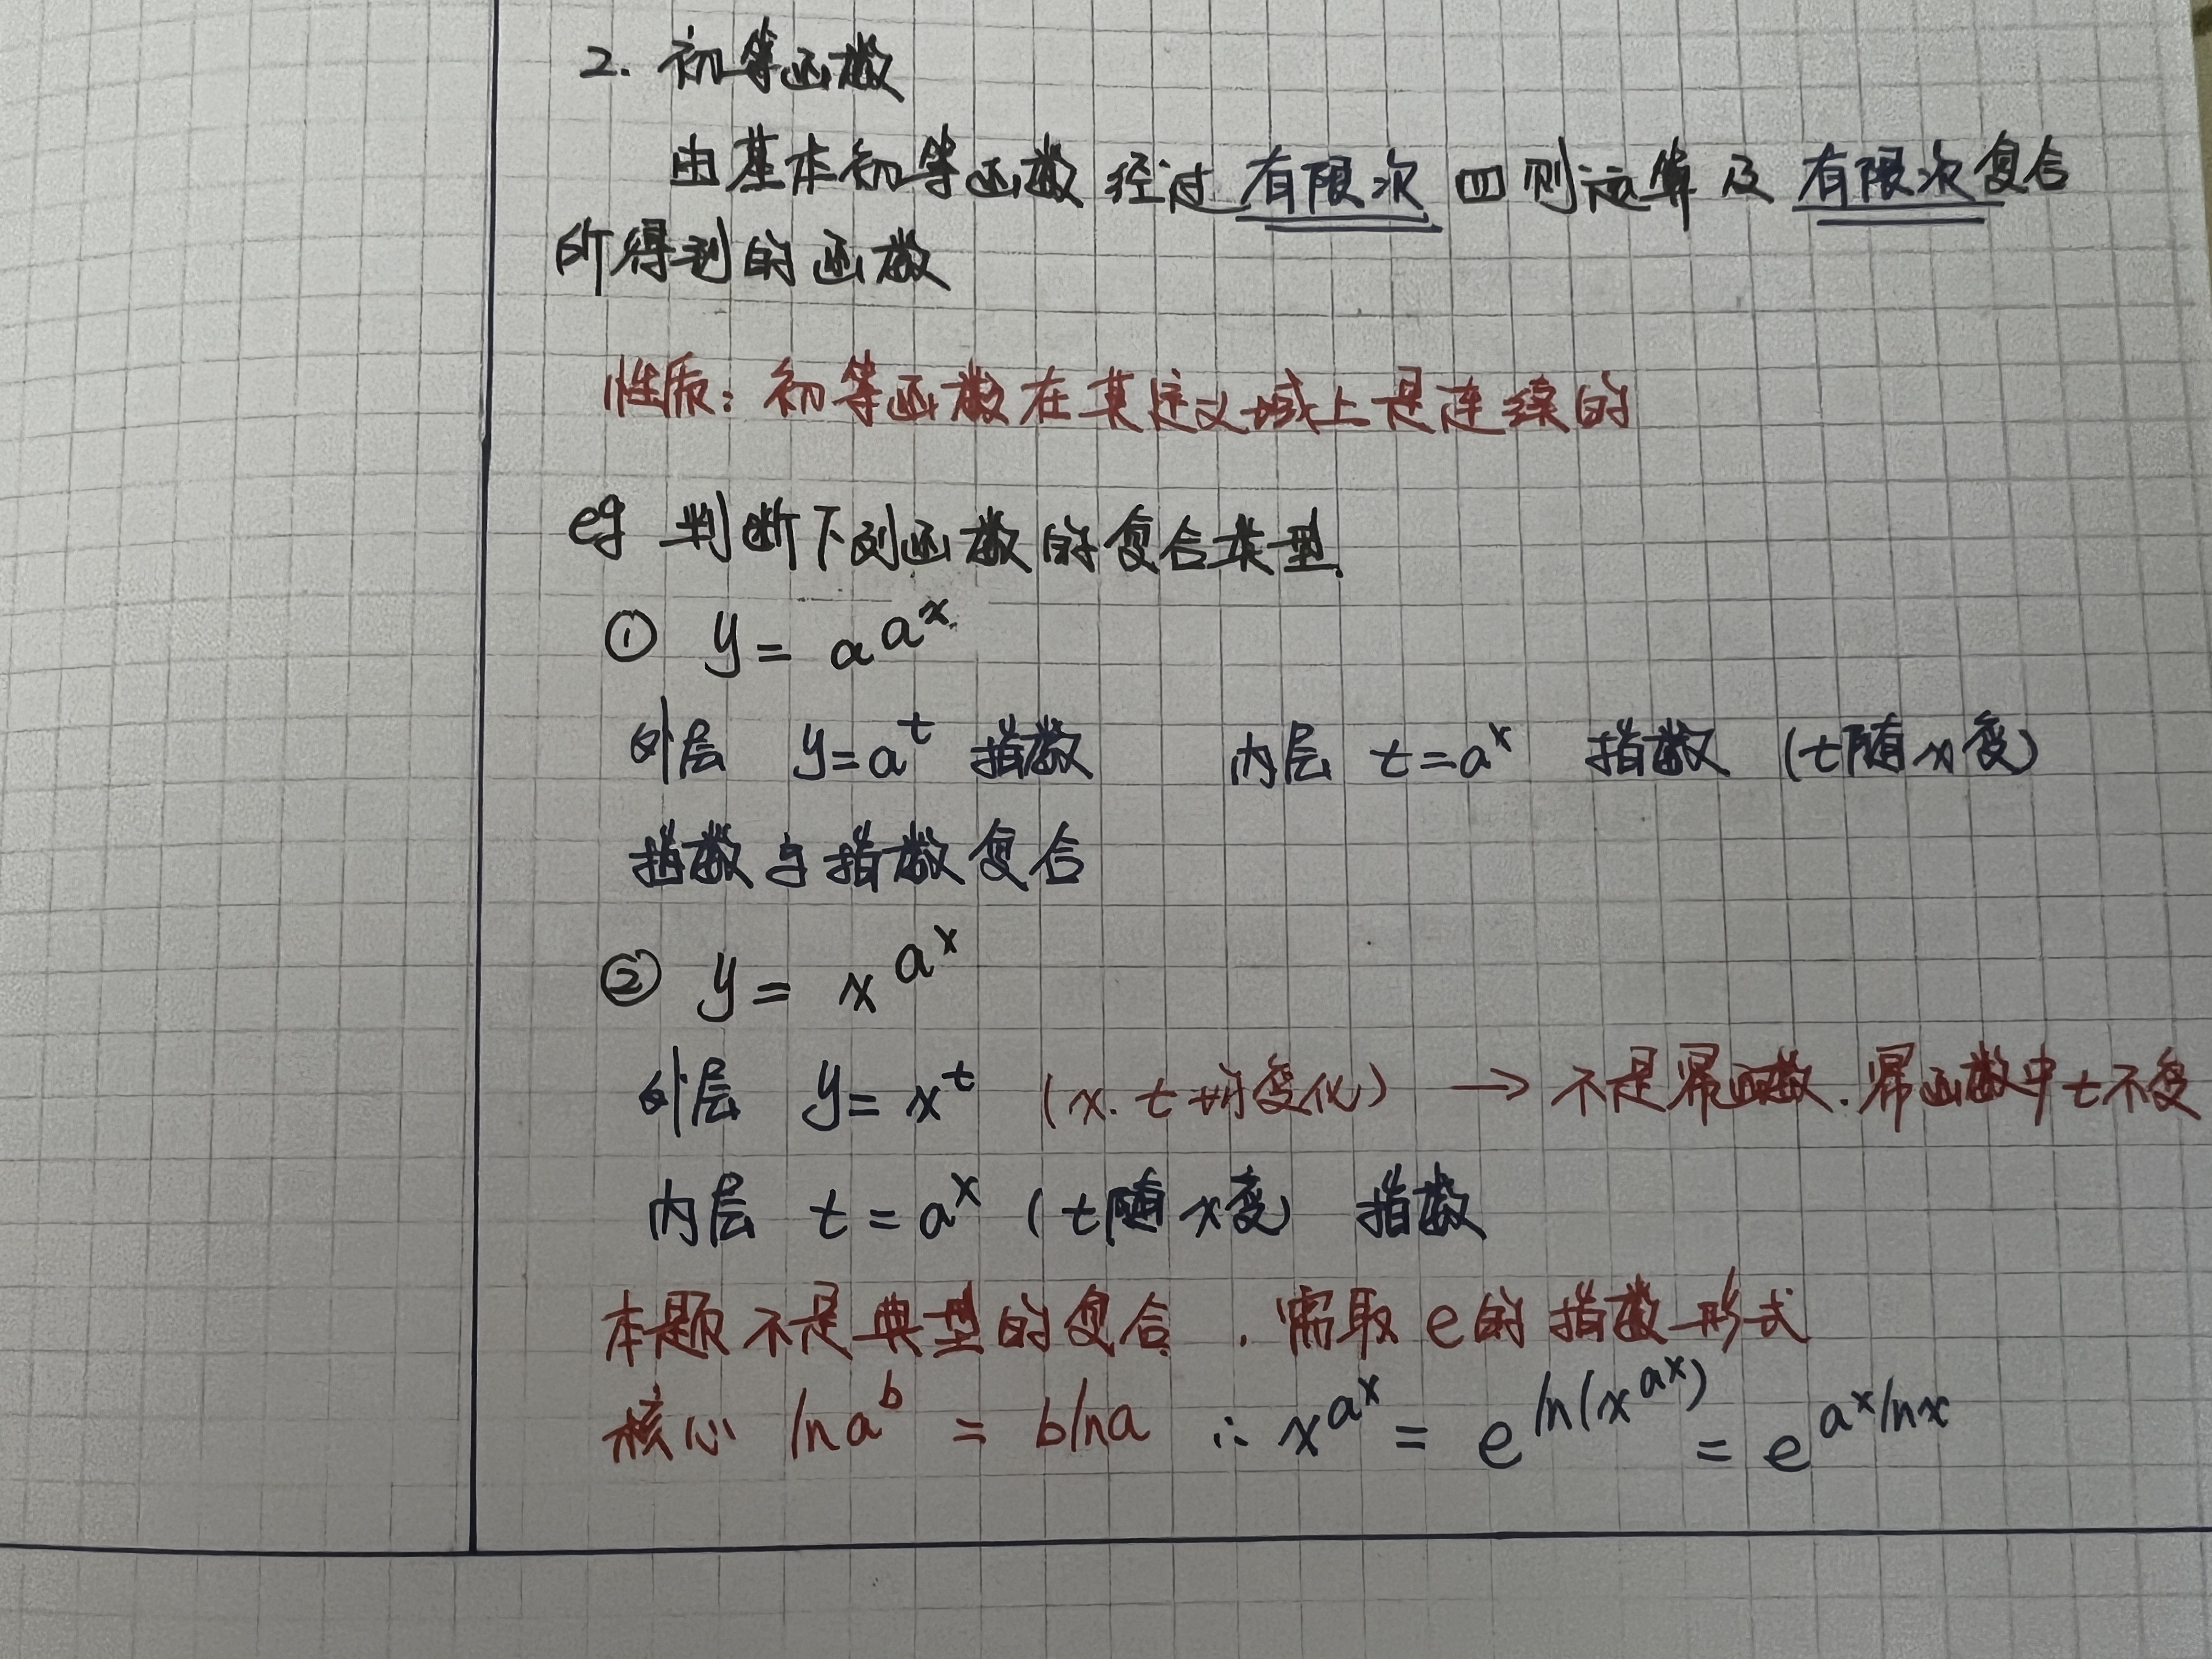 2. 初等函数
由基本初等函数经过有限次四则运算及有限次复合
所得到的函数
性质：初等函数在其定义域上是连续的
eg 判断下列函数的复合类型.
① y = a^{a^x}
外层 y=a^t 指数 内层 t=a^x 指数 (t随x变)
指数与指数复合
② y = x^{a^x}
外层 y=x^t (x. t 均变化) → 不是幂函数. 幂函数中t不变
内层 t=a^x (t随x变) 指数
本题不是典型的复合. 需取e的指数形式
核心 lna^b = blna ∴ x^{a^x} = e^{ln(x^{a^x})} = e^{a^x lnx}